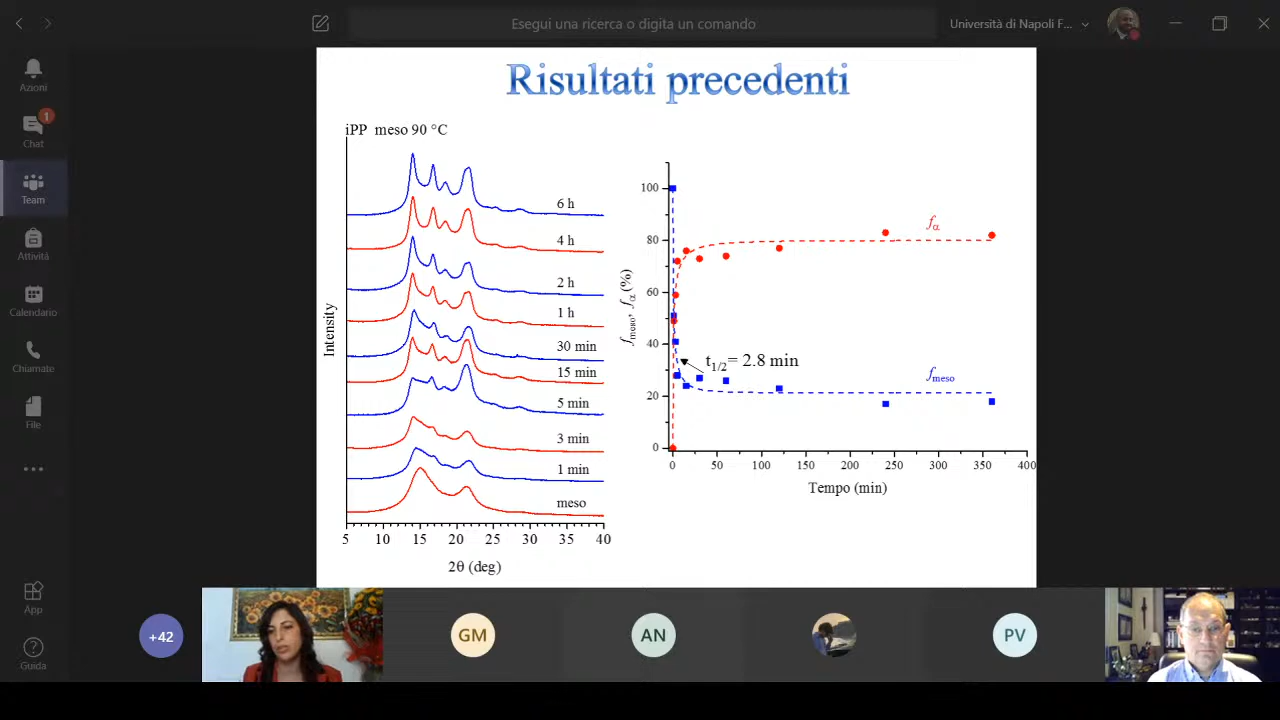 Esegui una ricerca o digita un comando
Università di Napoli F...
Azioni
1
Chat
Team
Attività
Calendario
Chiamate
File
App
Guida
Risultati precedenti
iPP meso 90 °C
6 h
4 h
2 h
1 h
30 min
15 min
5 min
3 min
1 min
meso
Intensity
5 10 15 20 25 30 35 40
2θ (deg)
100
80
60
40
20
0
fmeso, fα (%)
fα
t1/2= 2.8 min
fmeso
0 50 100 150 200 250 300 350 400
Tempo (min)
+42
GM
AN
PV